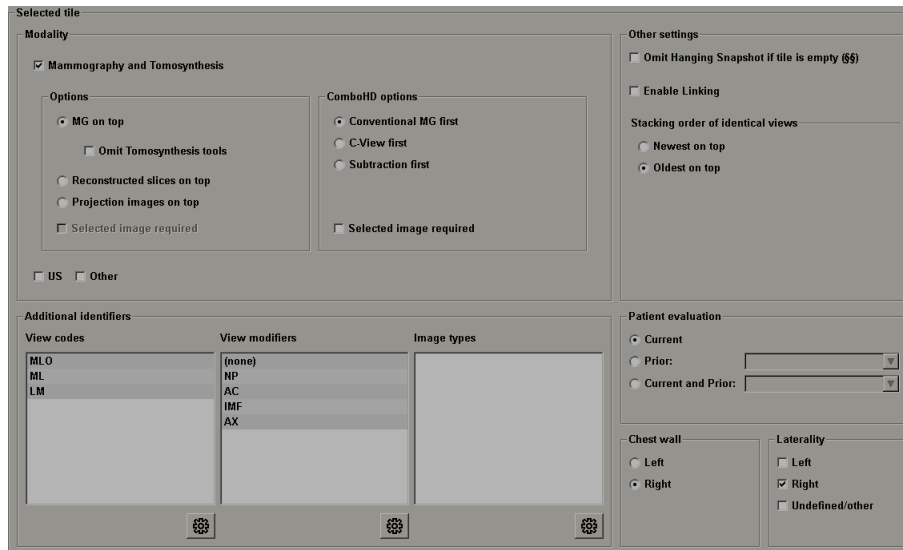 Selected tile
Modality
Mammography and Tomosynthesis
Options
MG on top
Omit Tomosynthesis tools
Reconstructed slices on top
Projection images on top
Selected image required
ComboHD options
Conventional MG first
C-View first
Subtraction first
Selected image required
US Other
Other settings
Omit Hanging Snapshot if tile is empty (§§)
Enable Linking
Stacking order of identical views
Newest on top
Oldest on top
Additional identifiers
View codes
MLO
ML
LM
View modifiers
(none)
NP
AC
IMF
AX
Image types
Patient evaluation
Current
Prior:
Current and Prior:
Chest wall
Left
Right
Laterality
Left
Right
Undefined/other